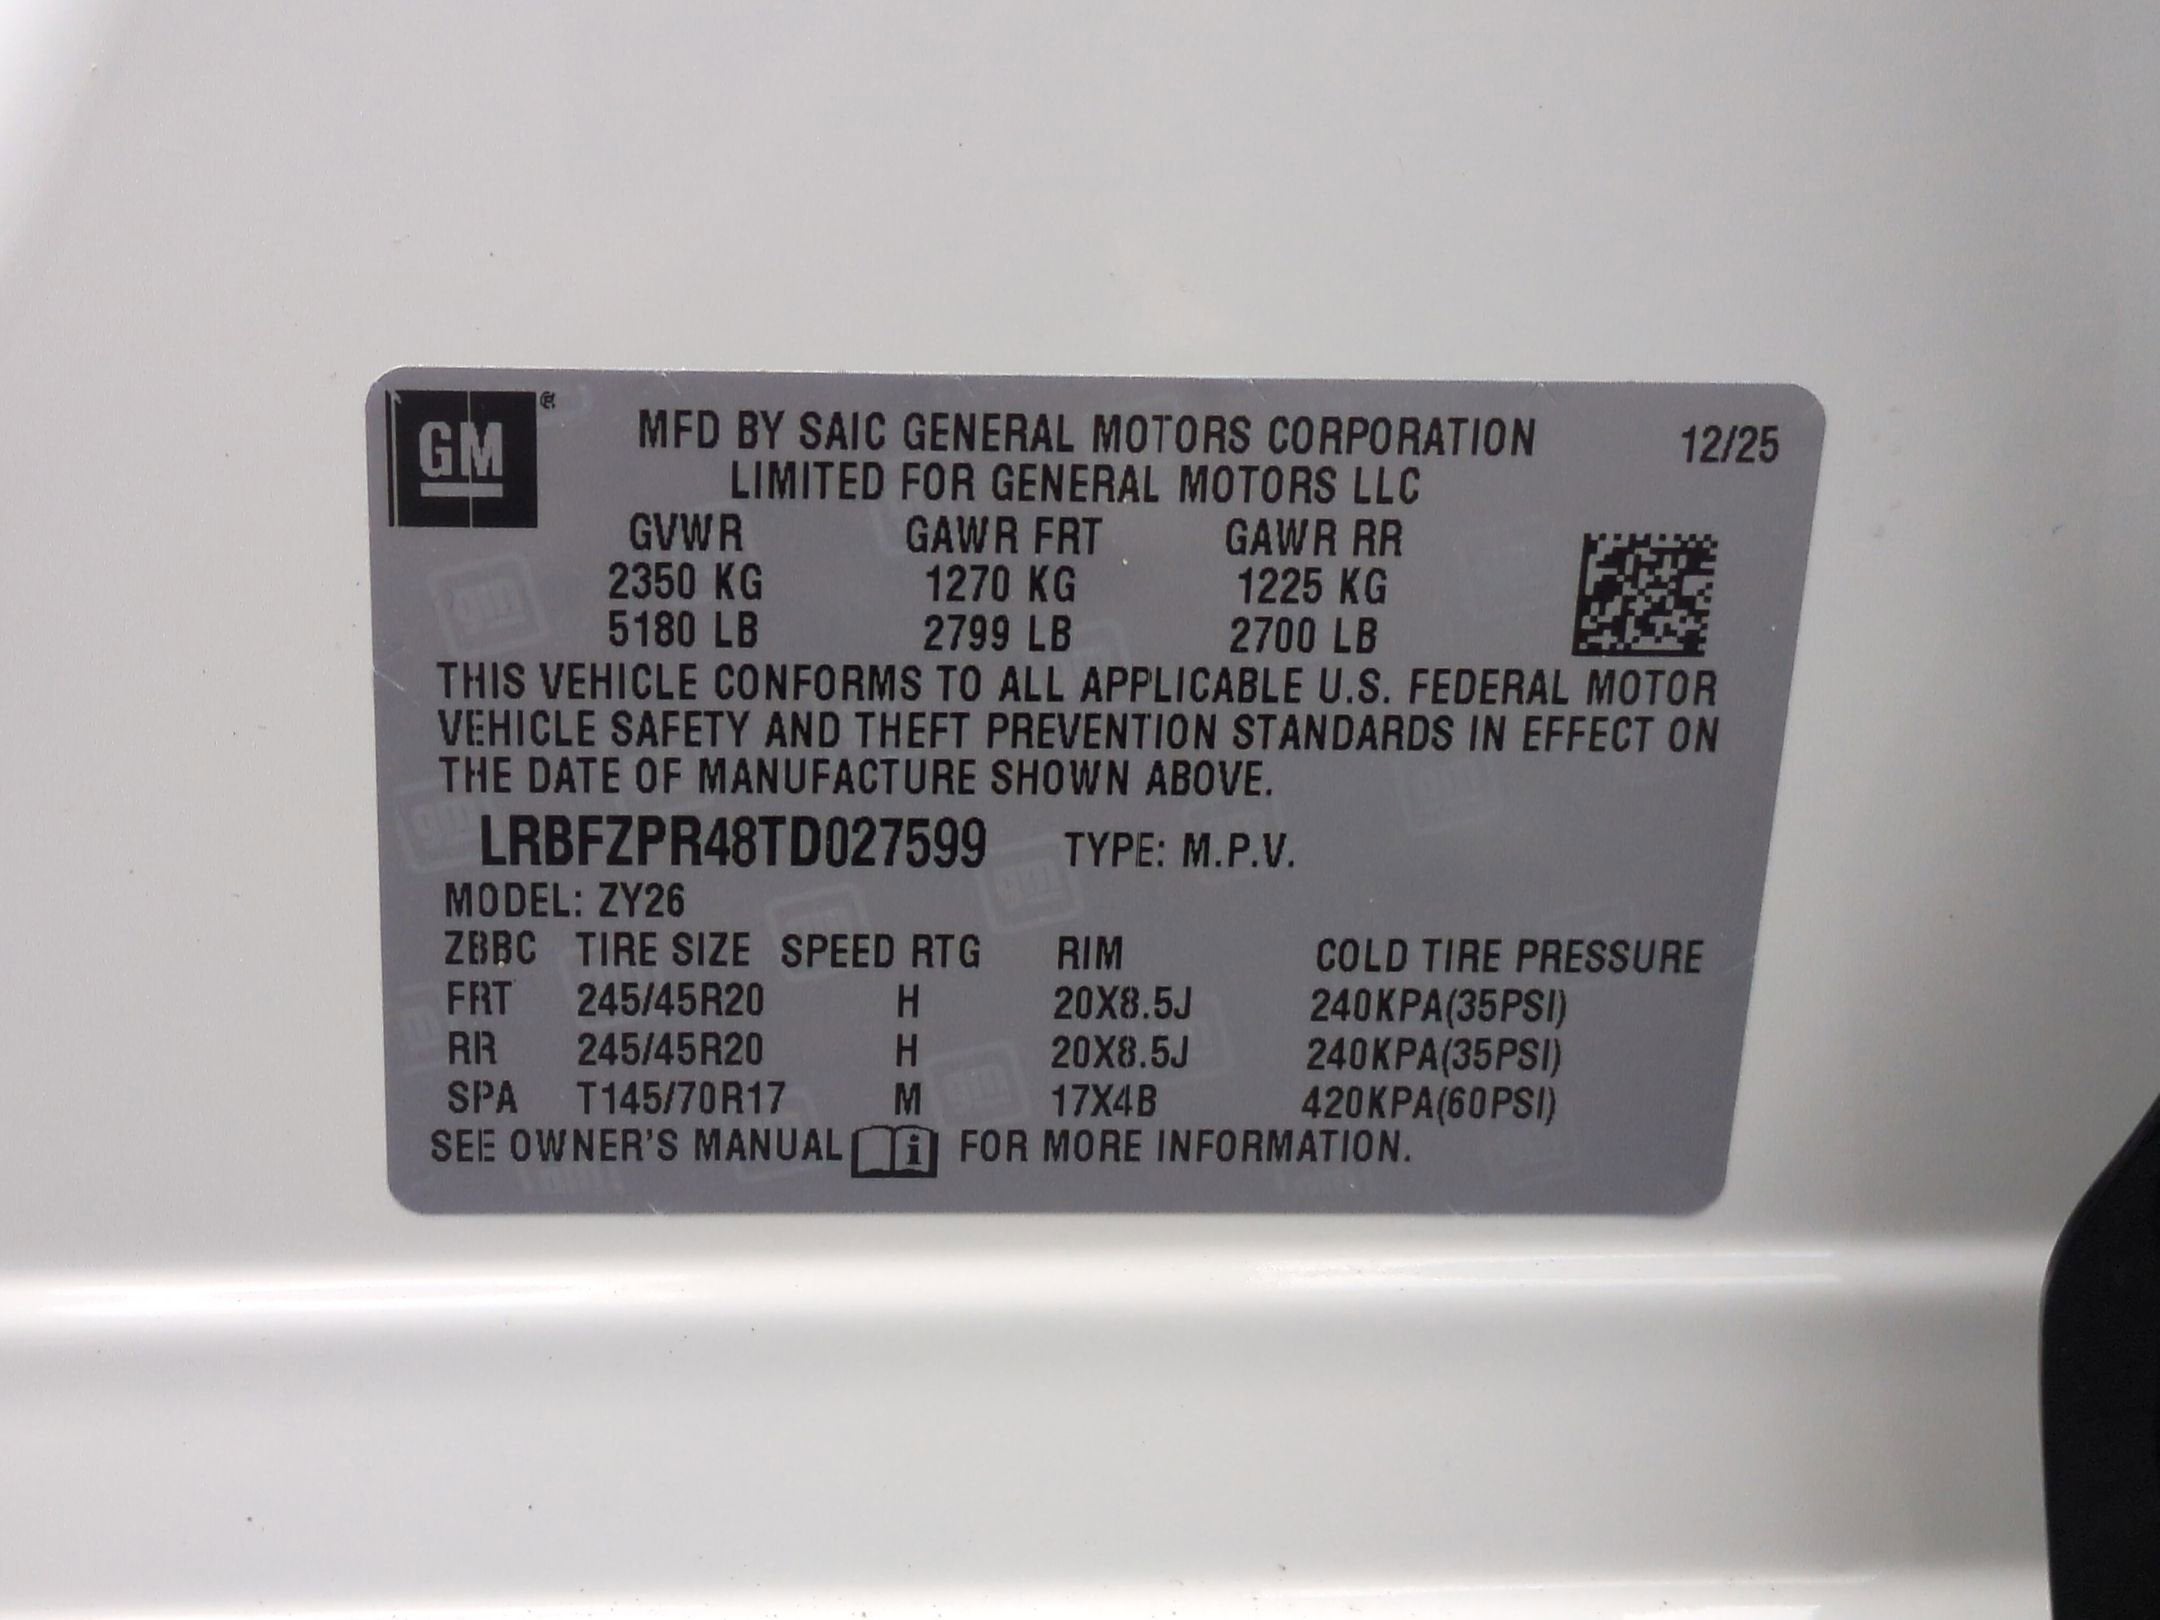 GM ®
MFD BY SAIC GENERAL MOTORS CORPORATION 12/25
LIMITED FOR GENERAL MOTORS LLC
GVWR GAWR FRT GAWR RR
2350 KG 1270 KG 1225 KG
5180 LB 2799 LB 2700 LB
THIS VEHICLE CONFORMS TO ALL APPLICABLE U.S. FEDERAL MOTOR
VEHICLE SAFETY AND THEFT PREVENTION STANDARDS IN EFFECT ON
THE DATE OF MANUFACTURE SHOWN ABOVE.
LRBFZPR48TD027599 TYPE: M.P.V.
MODEL: ZY26
ZBBC TIRE SIZE SPEED RTG RIM COLD TIRE PRESSURE
FRT 245/45R20 H 20X8.5J 240KPA(35PSI)
RR 245/45R20 H 20X8.5J 240KPA(35PSI)
SPA T145/70R17 M 17X4B 420KPA(60PSI)
SEE OWNER'S MANUAL i FOR MORE INFORMATION.